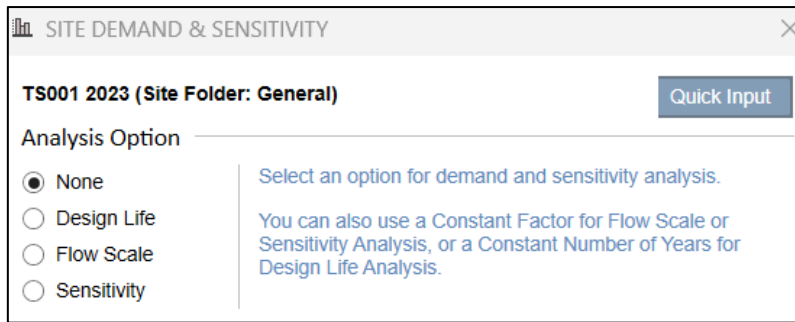 SITE DEMAND & SENSITIVITY
TS001 2023 (Site Folder: General)
Quick Input
Analysis Option
None
Design Life
Flow Scale
Sensitivity
Select an option for demand and sensitivity analysis.
You can also use a Constant Factor for Flow Scale or
Sensitivity Analysis, or a Constant Number of Years for
Design Life Analysis.